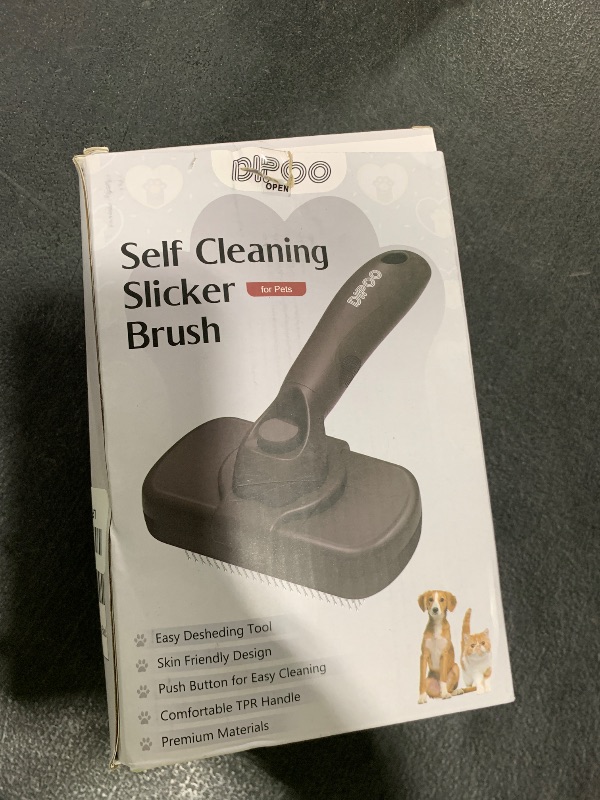 DIPOO
OPEN
Self Cleaning
Slicker for Pets
Brush
DIPOO
Easy Desheding Tool
Skin Friendly Design
Push Button for Easy Cleaning
Comfortable TPR Handle
Premium Materials